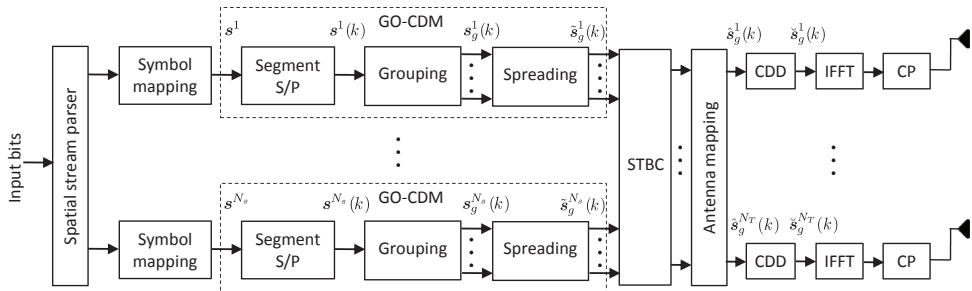 Input bits
Spatial stream parser
Symbol mapping
s^1
GO-CDM
Segment S/P
s^1(k)
Grouping
s_g^1(k)
Spreading
s̃_g^1(k)
STBC
Antenna mapping
ŝ_g^1(k)
CDD
s̆_g^1(k)
IFFT
CP
Symbol mapping
s^{N_s}
GO-CDM
Segment S/P
s^{N_s}(k)
Grouping
s_g^{N_s}(k)
Spreading
s̃_g^{N_s}(k)
ŝ_g^{N_T}(k)
CDD
s̆_g^{N_T}(k)
IFFT
CP